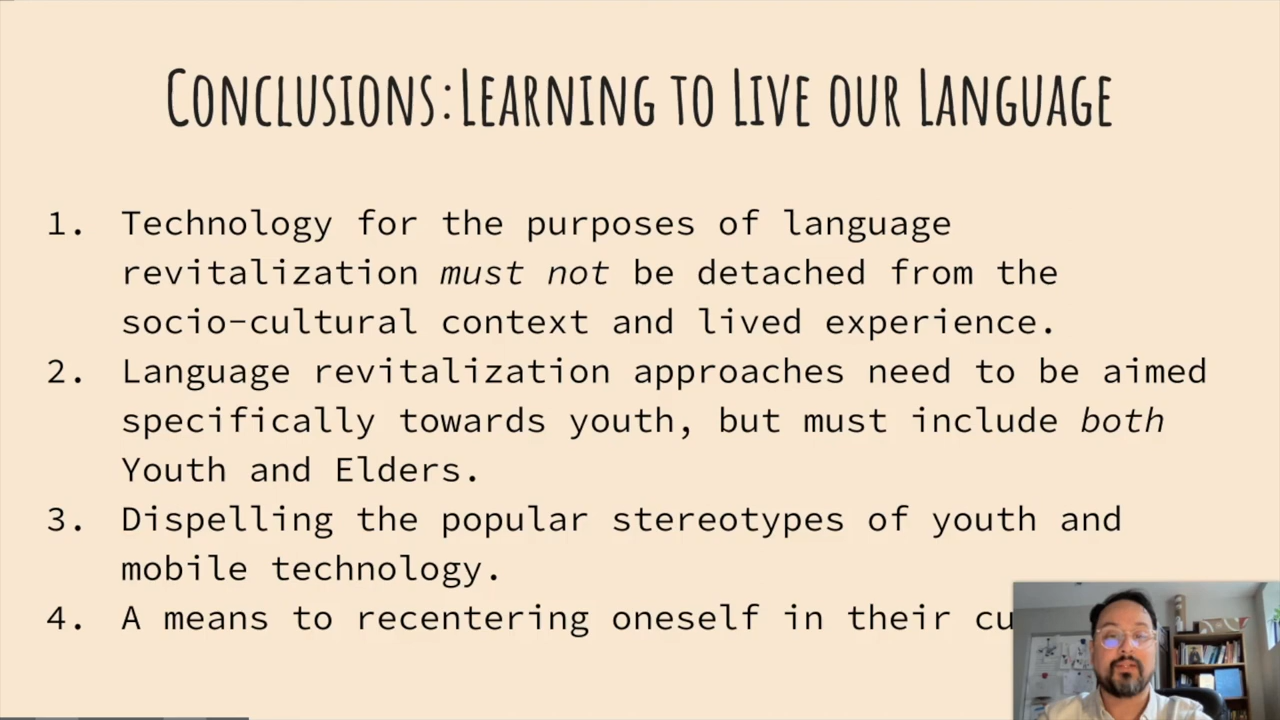 Conclusions: Learning to Live our Language
1. Technology for the purposes of language
revitalization must not be detached from the
socio-cultural context and lived experience.
2. Language revitalization approaches need to be aimed
specifically towards youth, but must include both
Youth and Elders.
3. Dispelling the popular stereotypes of youth and
mobile technology.
4. A means to recentering oneself in their